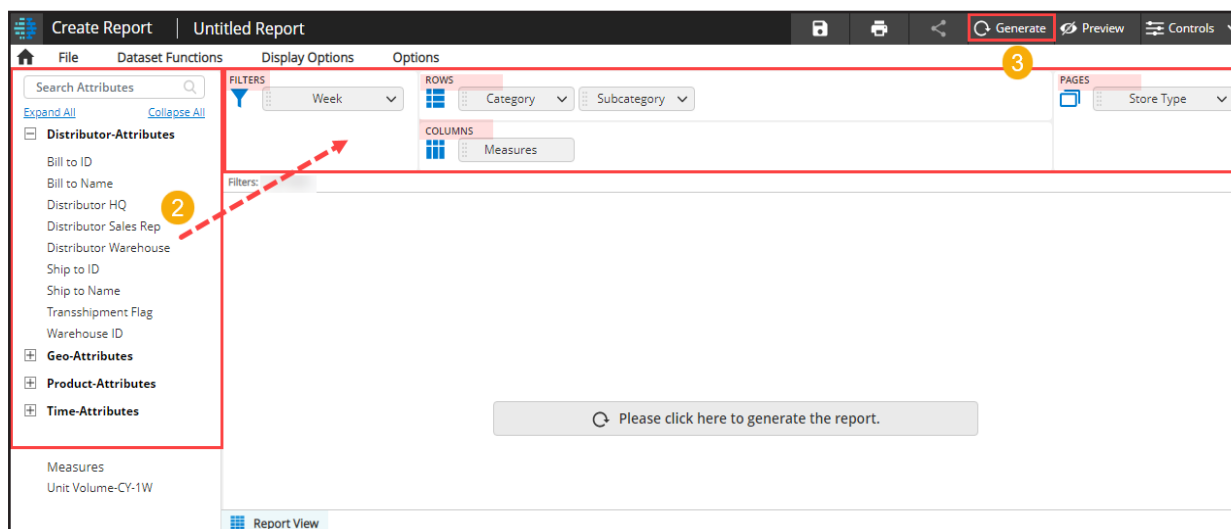 Create Report
Untitled Report
Generate
Preview
Controls
3
File
Dataset Functions
Display Options
Options
Search Attributes
Expand All
Collapse All
Distributor-Attributes
Bill to ID
Bill to Name
Distributor HQ
Distributor Sales Rep
Distributor Warehouse
Ship to ID
Ship to Name
Transshipment Flag
Warehouse ID
Geo-Attributes
Product-Attributes
Time-Attributes
Measures
Unit Volume-CY-1W
2
FILTERS
Week
ROWS
Category
Subcategory
COLUMNS
Measures
PAGES
Store Type
Filters:
Please click here to generate the report.
Report View